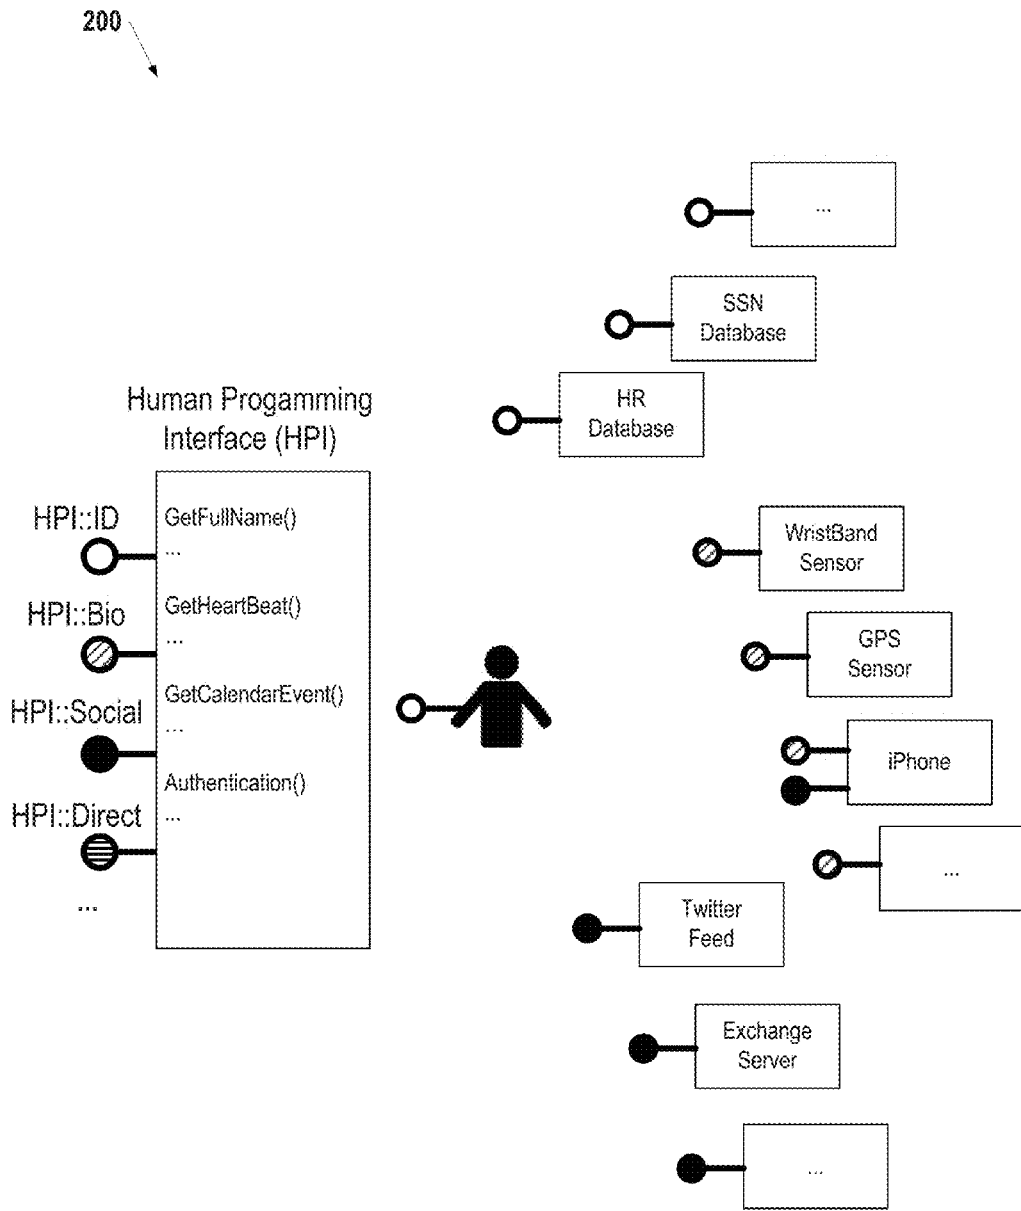 200
...
SSN
Database
HR
Database
Human Progamming
Interface (HPI)
HPI::ID
GetFullName()
...
WristBand
Sensor
HPI::Bio
GetHeartBeat()
...
GPS
Sensor
HPI::Social
GetCalendarEvent()
...
iPhone
HPI::Direct
Authentication()
...
...
...
Twitter
Feed
Exchange
Server
...